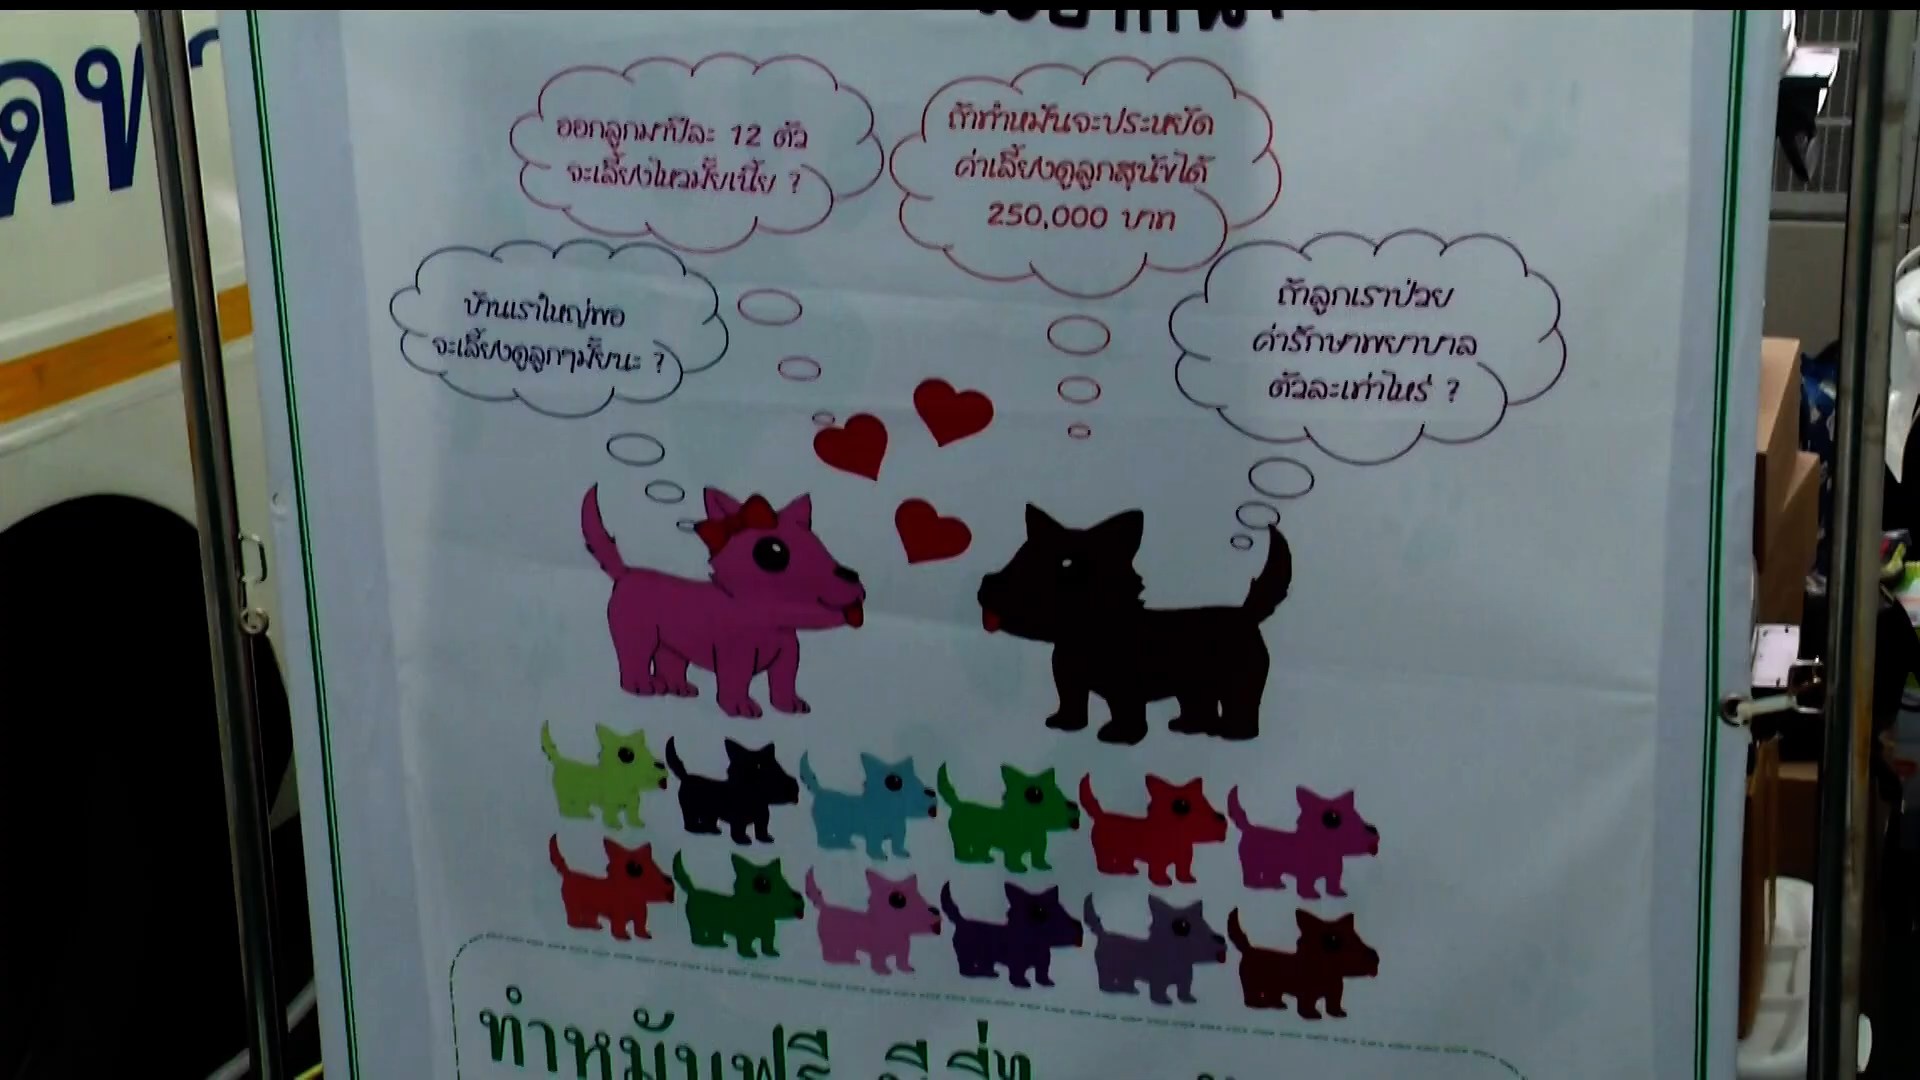 ออกลูกมาปีละ 12 ตัว
จะเลี้ยงไหวมั๊ยเนี้ย ?
ถ้าทำหมันจะประหยัด
ค่าเลี้ยงดูลูกสุนัขได้
250,000 บาท
บ้านเราใหญ่พอ
จะเลี้ยงดูลูกๆมั๊ยนะ ?
ถ้าลูกเราป่วย
ค่ารักษาพยาบาล
ตัวละเท่าไหร่ ?
ทำหมันฟรี